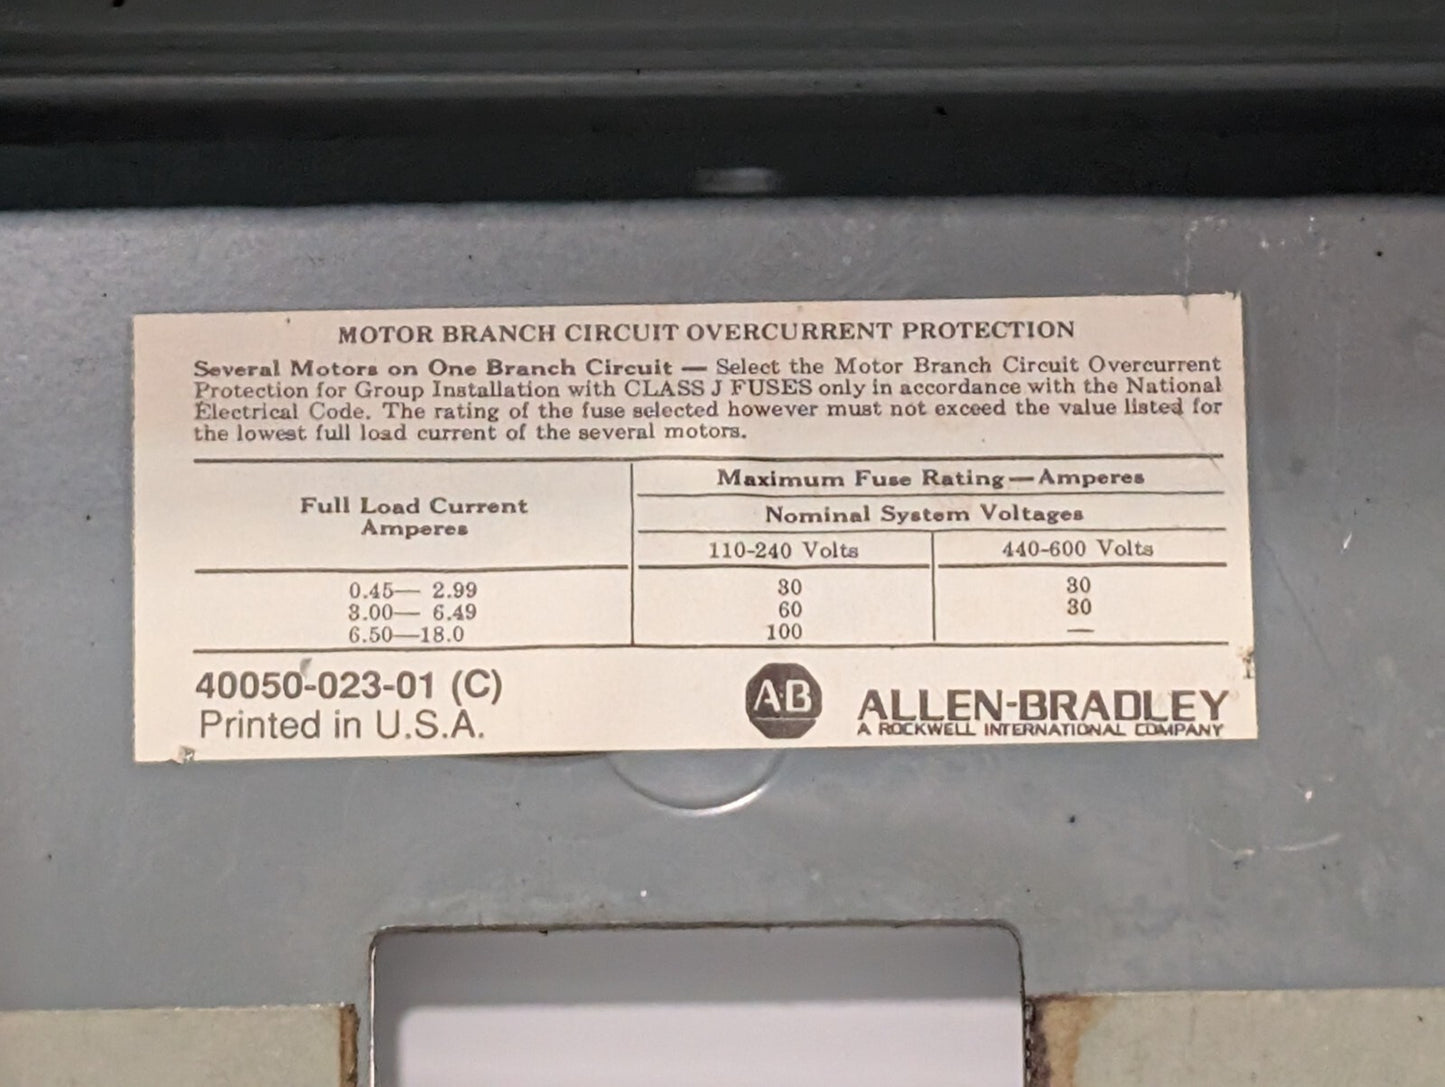 MOTOR BRANCH CIRCUIT OVERCURRENT PROTECTION
Several Motors on One Branch Circuit — Select the Motor Branch Circuit Overcurrent
Protection for Group Installation with CLASS J FUSES only in accordance with the National
Electrical Code. The rating of the fuse selected however must not exceed the value listed for
the lowest full load current of the several motors.
Full Load Current
Amperes
Maximum Fuse Rating—Amperes
Nominal System Voltages
110-240 Volts 440-600 Volts
0.45— 2.99 30 30
3.00— 6.49 60 30
6.50—18.0 100 —
40050-023-01 (C)
Printed in U.S.A.
A·B
ALLEN-BRADLEY
A ROCKWELL INTERNATIONAL COMPANY